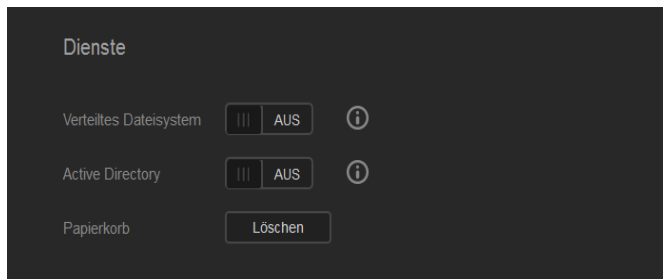 Dienste
Verteiltes Dateisystem AUS
Active Directory AUS
Papierkorb Löschen